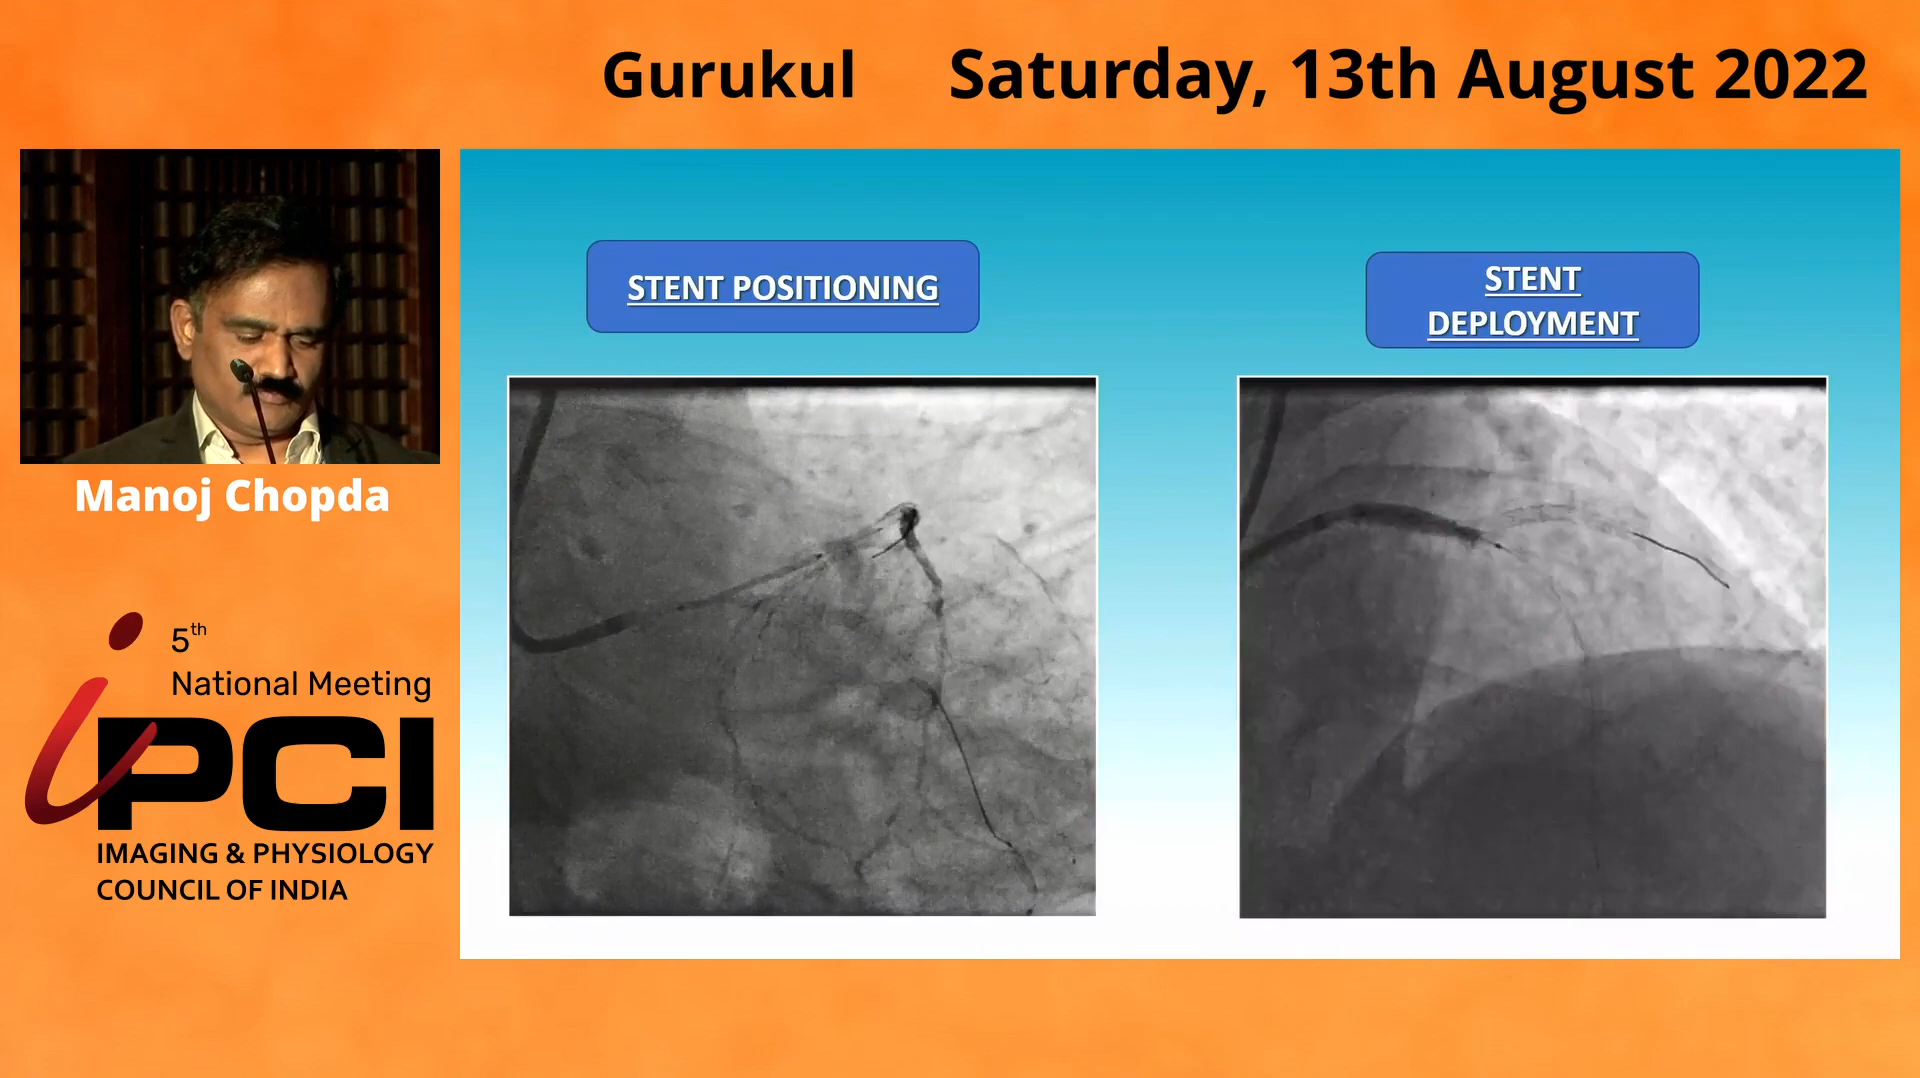 Gurukul
Saturday, 13th August 2022
STENT POSITIONING
STENT
DEPLOYMENT
Manoj Chopda
5th
National Meeting
iPCI
IMAGING & PHYSIOLOGY
COUNCIL OF INDIA